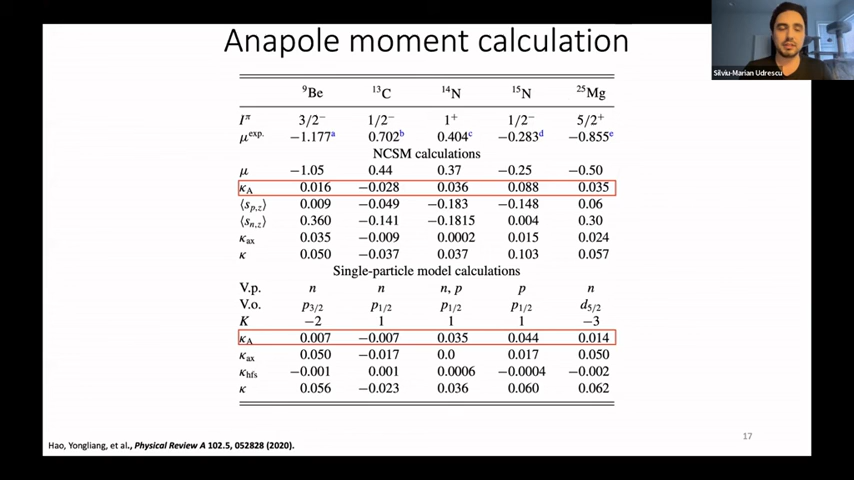 Anapole moment calculation
Silviu-Marian Udrescu
⁹Be ¹³C ¹⁴N ¹⁵N ²⁵Mg
I^π 3/2⁻ 1/2⁻ 1⁺ 1/2⁻ 5/2⁺
μ^exp. −1.177ᵃ 0.702ᵇ 0.404ᶜ −0.283ᵈ −0.855ᵉ
NCSM calculations
μ −1.05 0.44 0.37 −0.25 −0.50
κ_A 0.016 −0.028 0.036 0.088 0.035
⟨s_p,z⟩ 0.009 −0.049 −0.183 −0.148 0.06
⟨s_n,z⟩ 0.360 −0.141 −0.1815 0.004 0.30
κ_ax 0.035 −0.009 0.0002 0.015 0.024
κ 0.050 −0.037 0.037 0.103 0.057
Single-particle model calculations
V.p. n n n, p p n
V.o. p_3/2 p_1/2 p_1/2 p_1/2 d_5/2
K −2 1 1 1 −3
κ_A 0.007 −0.007 0.035 0.044 0.014
κ_ax 0.050 −0.017 0.0 0.017 0.050
κ_hfs −0.001 0.001 0.0006 −0.0004 −0.002
κ 0.056 −0.023 0.036 0.060 0.062
17
Hao, Yongliang, et al., Physical Review A 102.5, 052828 (2020).